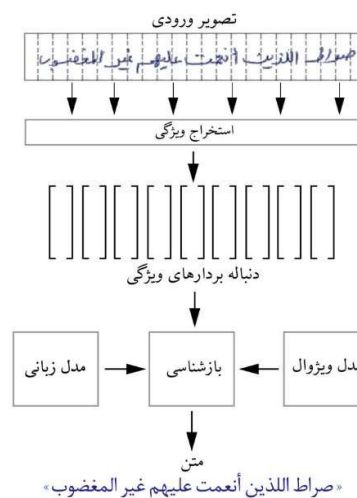 تصویر ورودی
صراط اللذین أنعمت علیهم غیر المغضوب
استخراج ویژگی
دنباله بردارهای ویژگی
مدل زبانی
بازشناسی
مدل ویژوال
متن
«صراط اللذین أنعمت علیهم غیر المغضوب»